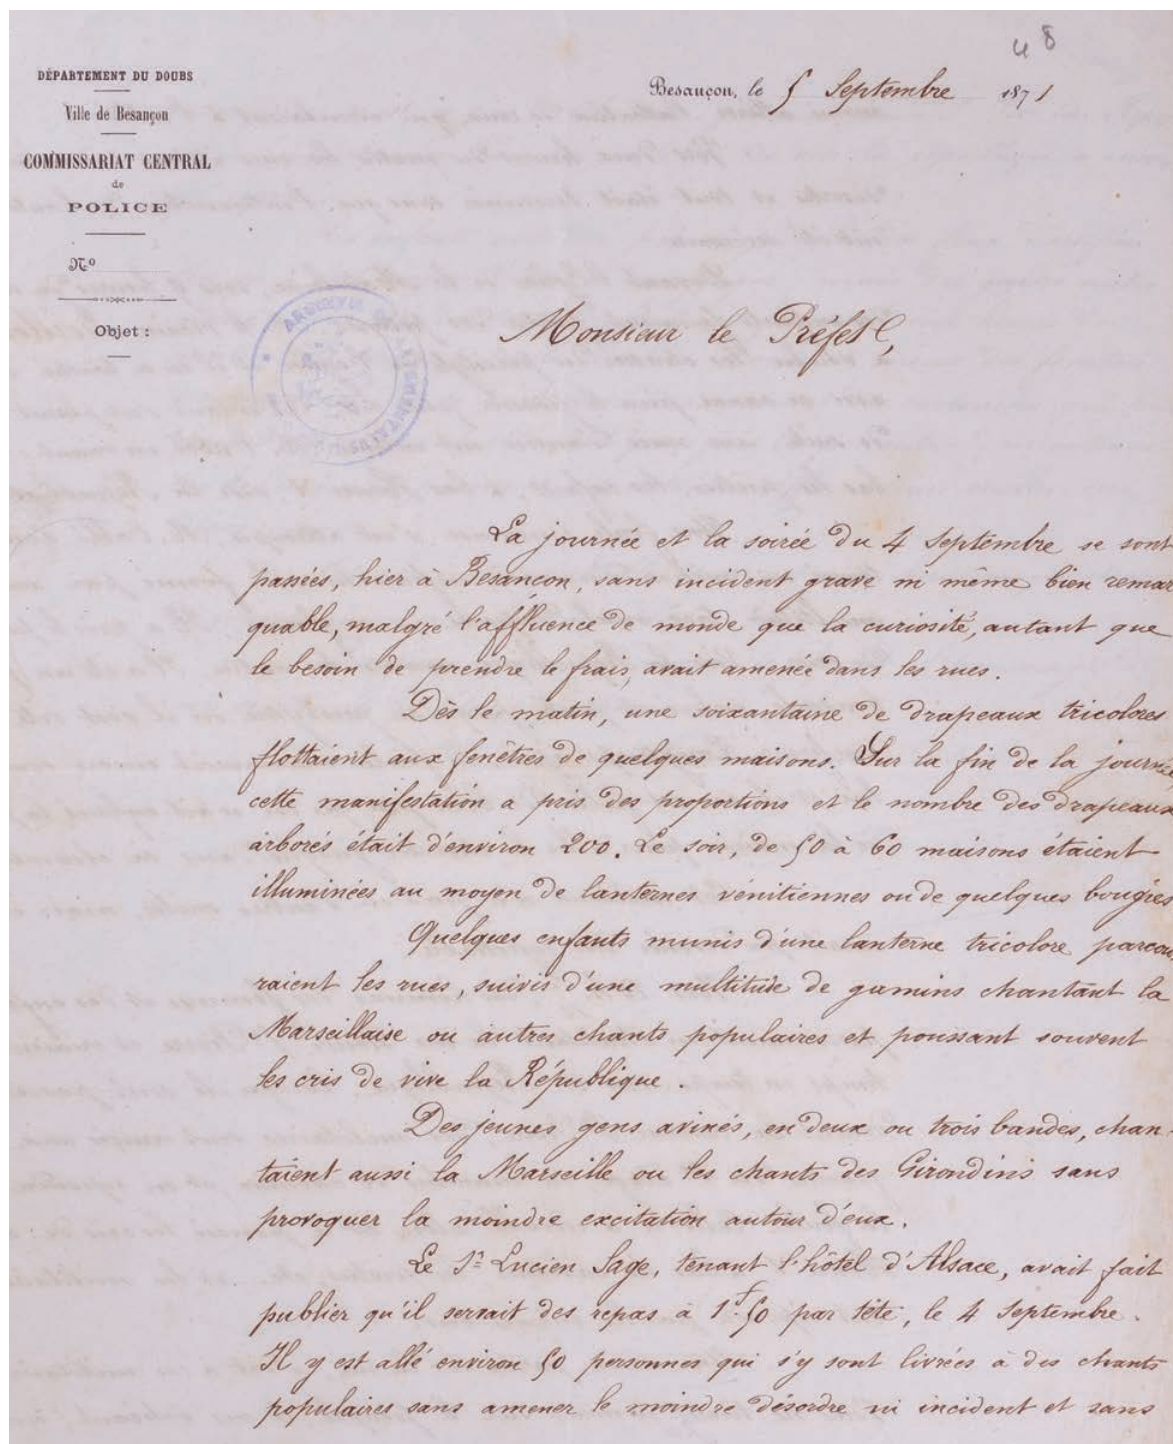 48
DÉPARTEMENT DU DOUBS
Ville de Besançon
COMMISSARIAT CENTRAL
de
POLICE
No
Objet :
Besançon, le 5 Septembre 1871
Monsieur le Préfet,
La journée et la soirée du 4 Septembre se sont
passées, hier à Besançon, sans incident grave ni même bien remar
quable, malgré l'affluence de monde que la curiosité, autant que
le besoin de prendre le frais, avait amenée dans les rues.
Dès le matin, une soixantaine de drapeaux tricolores
flottaient aux fenêtres de quelques maisons. Sur la fin de la journée
cette manifestation a pris des proportions et le nombre des drapeaux
arborés était d'environ 200. Le soir, de 50 à 60 maisons étaient
illuminées au moyen de lanternes vénitiennes ou de quelques bougies
Quelques enfants munis d'une lanterne tricolore parcou
raient les rues, suivis d'une multitude de gamins chantant la
Marseillaise ou autres chants populaires et poussant souvent
les cris de vive la République.
Des jeunes gens avinés, en deux ou trois bandes, chan-
taient aussi la Marseille ou les chants des Girondins sans
provoquer la moindre excitation autour d'eux.
Le Sr Lucien Sage, tenant l'hôtel d'Alsace, avait fait
publier qu'il servait des repas à 1f.50 par tête, le 4 Septembre.
Il y est allé environ 50 personnes qui s'y sont livrées à des chants
populaires sans amener le moindre désordre ni incident et sans